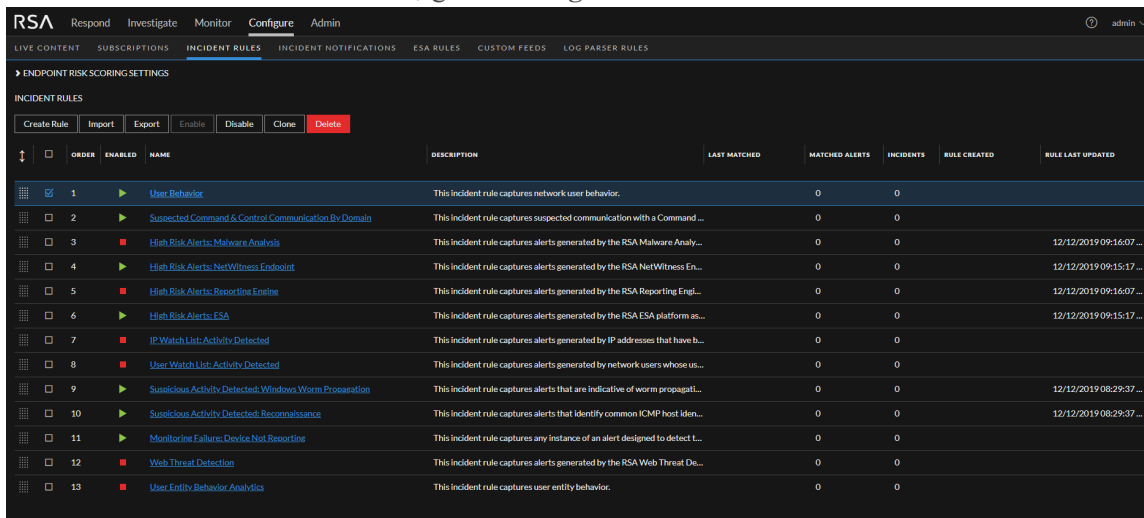 RSA Respond Investigate Monitor Configure Admin admin
LIVE CONTENT SUBSCRIPTIONS INCIDENT RULES INCIDENT NOTIFICATIONS ESA RULES CUSTOM FEEDS LOG PARSER RULES
ENDPOINT RISK SCORING SETTINGS
INCIDENT RULES
Create Rule Import Export Enable Disable Clone Delete
ORDER ENABLED NAME DESCRIPTION LAST MATCHED MATCHED ALERTS INCIDENTS RULE CREATED RULE LAST UPDATED
1 User Behavior This incident rule captures network user behavior. 0 0
2 Suspected Command & Control Communication By Domain This incident rule captures suspected communication with a Command ... 0 0
3 High Risk Alerts: Malware Analysis This incident rule captures alerts generated by the RSA Malware Analy... 0 0 12/12/2019 09:16:07 ...
4 High Risk Alerts: NetWitness Endpoint This incident rule captures alerts generated by the RSA NetWitness En... 0 0 12/12/2019 09:15:17 ...
5 High Risk Alerts: Reporting Engine This incident rule captures alerts generated by the RSA Reporting Engi... 0 0 12/12/2019 09:16:07 ...
6 High Risk Alerts: ESA This incident rule captures alerts generated by the RSA ESA platform as... 0 0 12/12/2019 09:15:17 ...
7 IP Watch List: Activity Detected This incident rule captures alerts generated by IP addresses that have b... 0 0
8 User Watch List: Activity Detected This incident rule captures alerts generated by network users whose us... 0 0
9 Suspicious Activity Detected: Windows Worm Propagation This incident rule captures alerts that are indicative of worm propagati... 0 0 12/12/2019 08:29:37 ...
10 Suspicious Activity Detected: Reconnaissance This incident rule captures alerts that identify common ICMP host iden... 0 0 12/12/2019 08:29:37 ...
11 Monitoring Failure: Device Not Reporting This incident rule captures any instance of an alert designed to detect t... 0 0
12 Web Threat Detection This incident rule captures alerts generated by the RSA Web Threat De... 0 0
13 User Entity Behavior Analytics This incident rule captures user entity behavior. 0 0